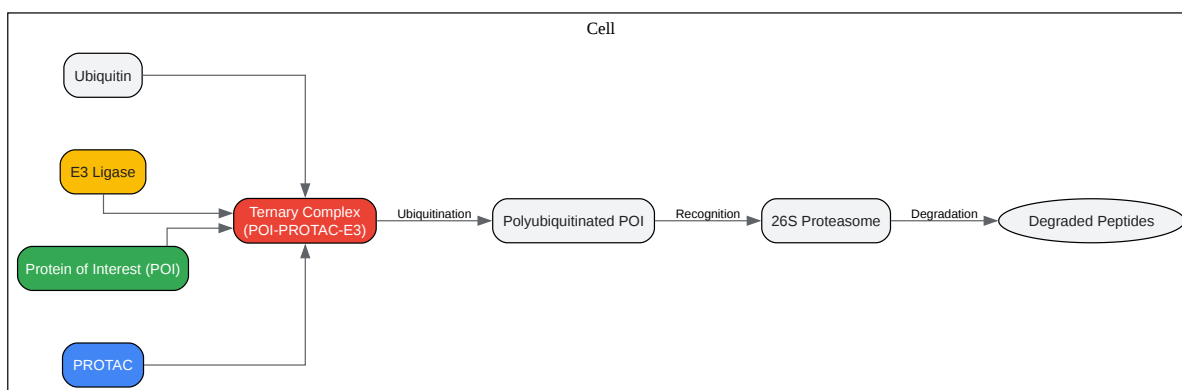 Cell
Ubiquitin
E3 Ligase
Protein of Interest (POI)
PROTAC
Ternary Complex
(POI-PROTAC-E3)
Ubiquitination
Polyubiquitinated POI
Recognition
26S Proteasome
Degradation
Degraded Peptides